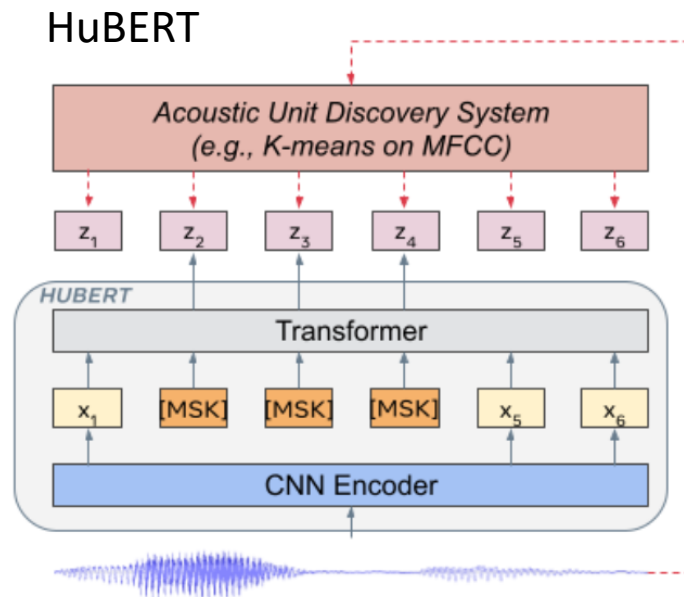 HuBERT
Acoustic Unit Discovery System
(e.g., K-means on MFCC)
z₁ z₂ z₃ z₄ z₅ z₆
HUBERT
Transformer
x₁ [MSK] [MSK] [MSK] x₅ x₆
CNN Encoder